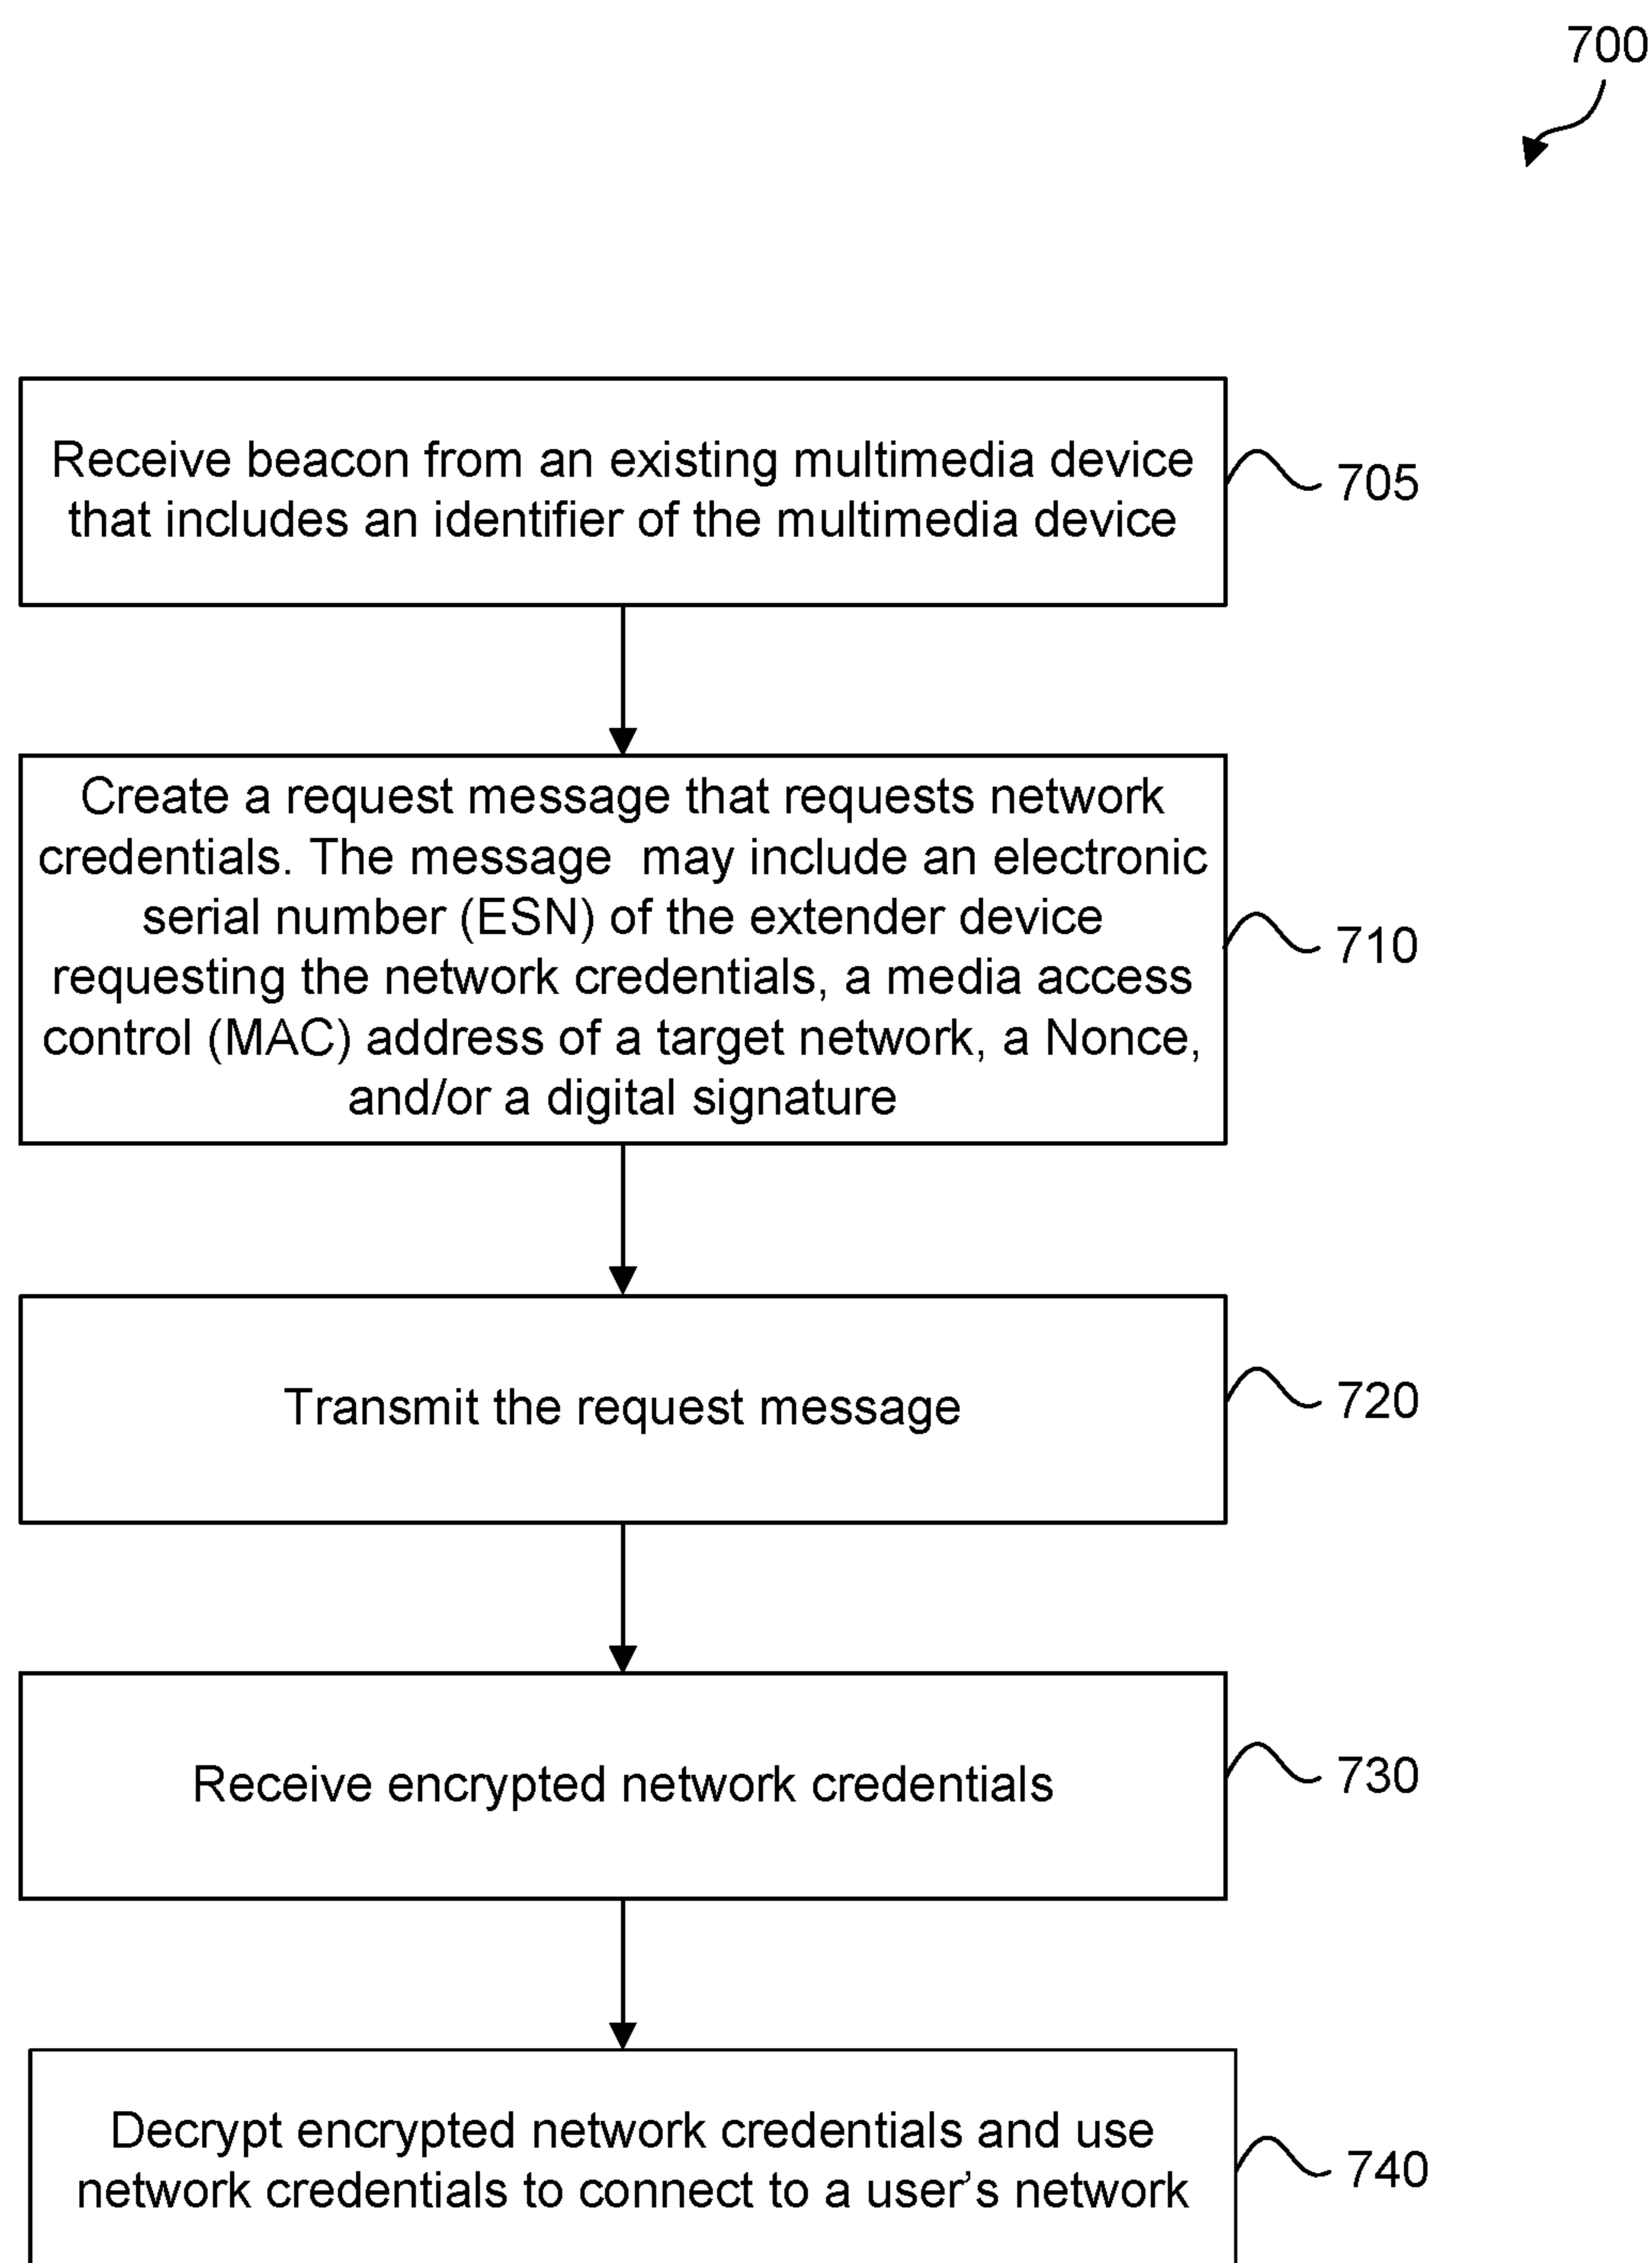 700
Receive beacon from an existing multimedia device
that includes an identifier of the multimedia device
705
Create a request message that requests network
credentials. The message  may include an electronic
serial number (ESN) of the extender device
requesting the network credentials, a media access
control (MAC) address of a target network, a Nonce,
and/or a digital signature
710
Transmit the request message
720
Receive encrypted network credentials
730
Decrypt encrypted network credentials and use
network credentials to connect to a user’s network
740